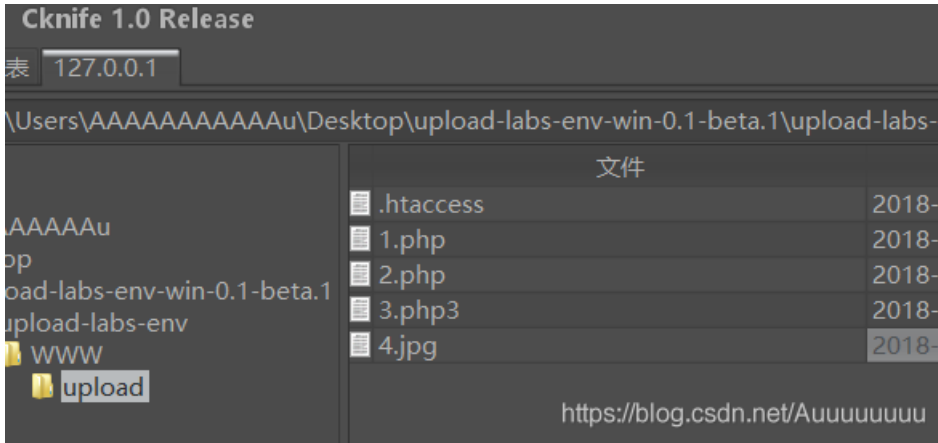 Cknife 1.0 Release
表 127.0.0.1
\Users\AAAAAAAAAAAu\Desktop\upload-labs-env-win-0.1-beta.1\upload-labs-
文件
.htaccess 2018-
AAAAAu
1.php 2018-
op
2.php 2018-
oad-labs-env-win-0.1-beta.1
3.php3 2018-
upload-labs-env
4.jpg 2018-
WWW
upload
https://blog.csdn.net/Auuuuuuuu